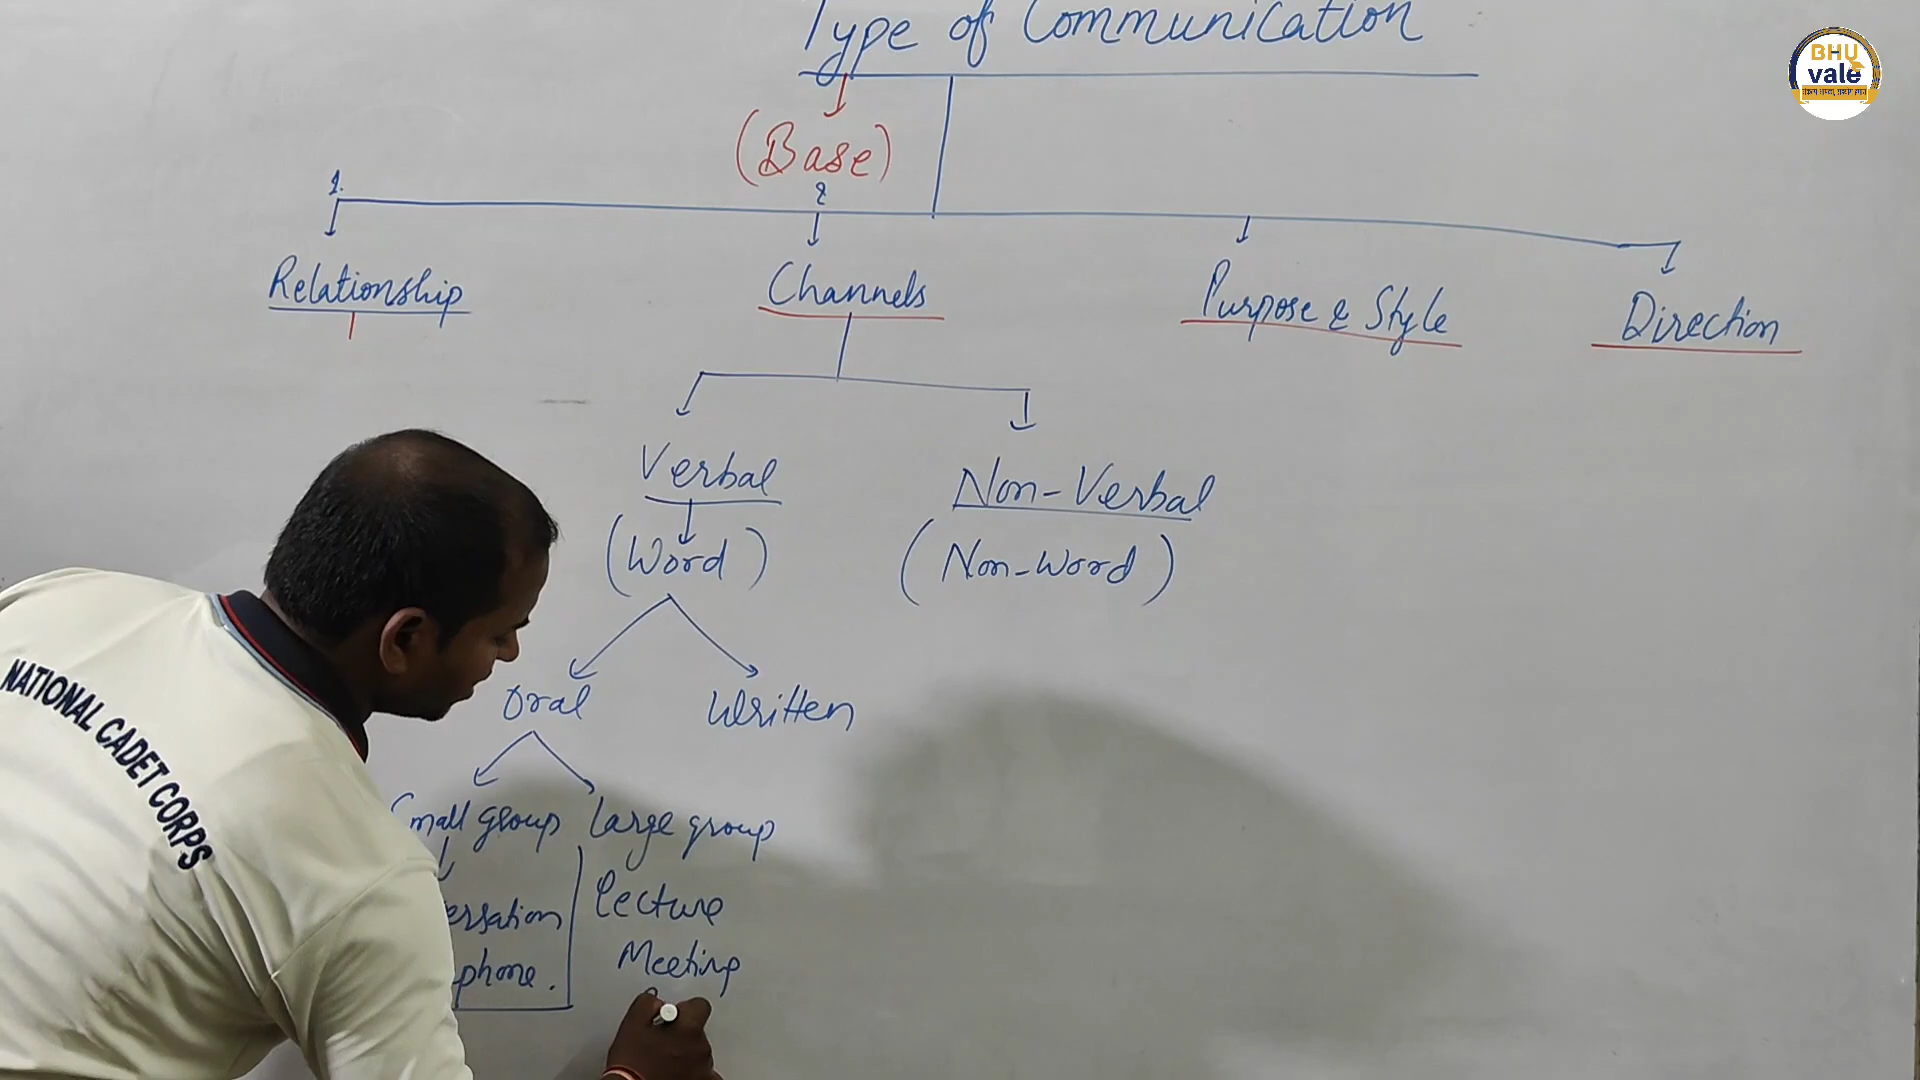 Type of Communication
BHU
vale
(Base)
1.
2
Relationship
Channels
Purpose & Style
Direction
Verbal
Non-Verbal
(Word)
(Non-Word)
Oral
Written
Small group
Large group
ersation
Lecture
phone.
Meeting
NATIONAL CADET CORPS